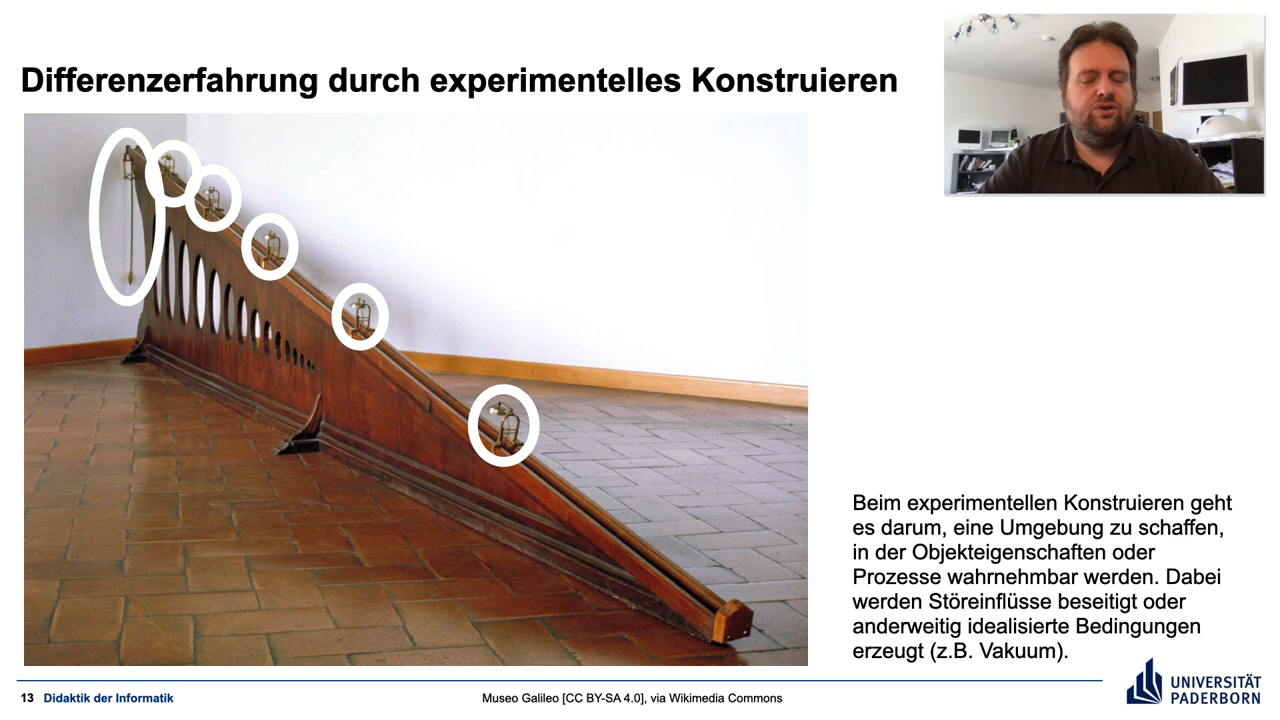 Differenzerfahrung durch experimentelles Konstruieren
Beim experimentellen Konstruieren geht
es darum, eine Umgebung zu schaffen,
in der Objekteigenschaften oder
Prozesse wahrnehmbar werden. Dabei
werden Störeinflüsse beseitigt oder
anderweitig idealisierte Bedingungen
erzeugt (z.B. Vakuum).
13 Didaktik der Informatik
Museo Galileo [CC BY-SA 4.0], via Wikimedia Commons
UNIVERSITÄT
PADERBORN